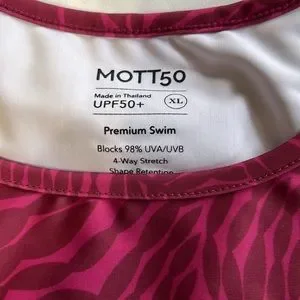 MOTT50
Made in Thailand
UPF50+ XL
Premium Swim
Blocks 98% UVA/UVB
4-Way Stretch
Shape Retention